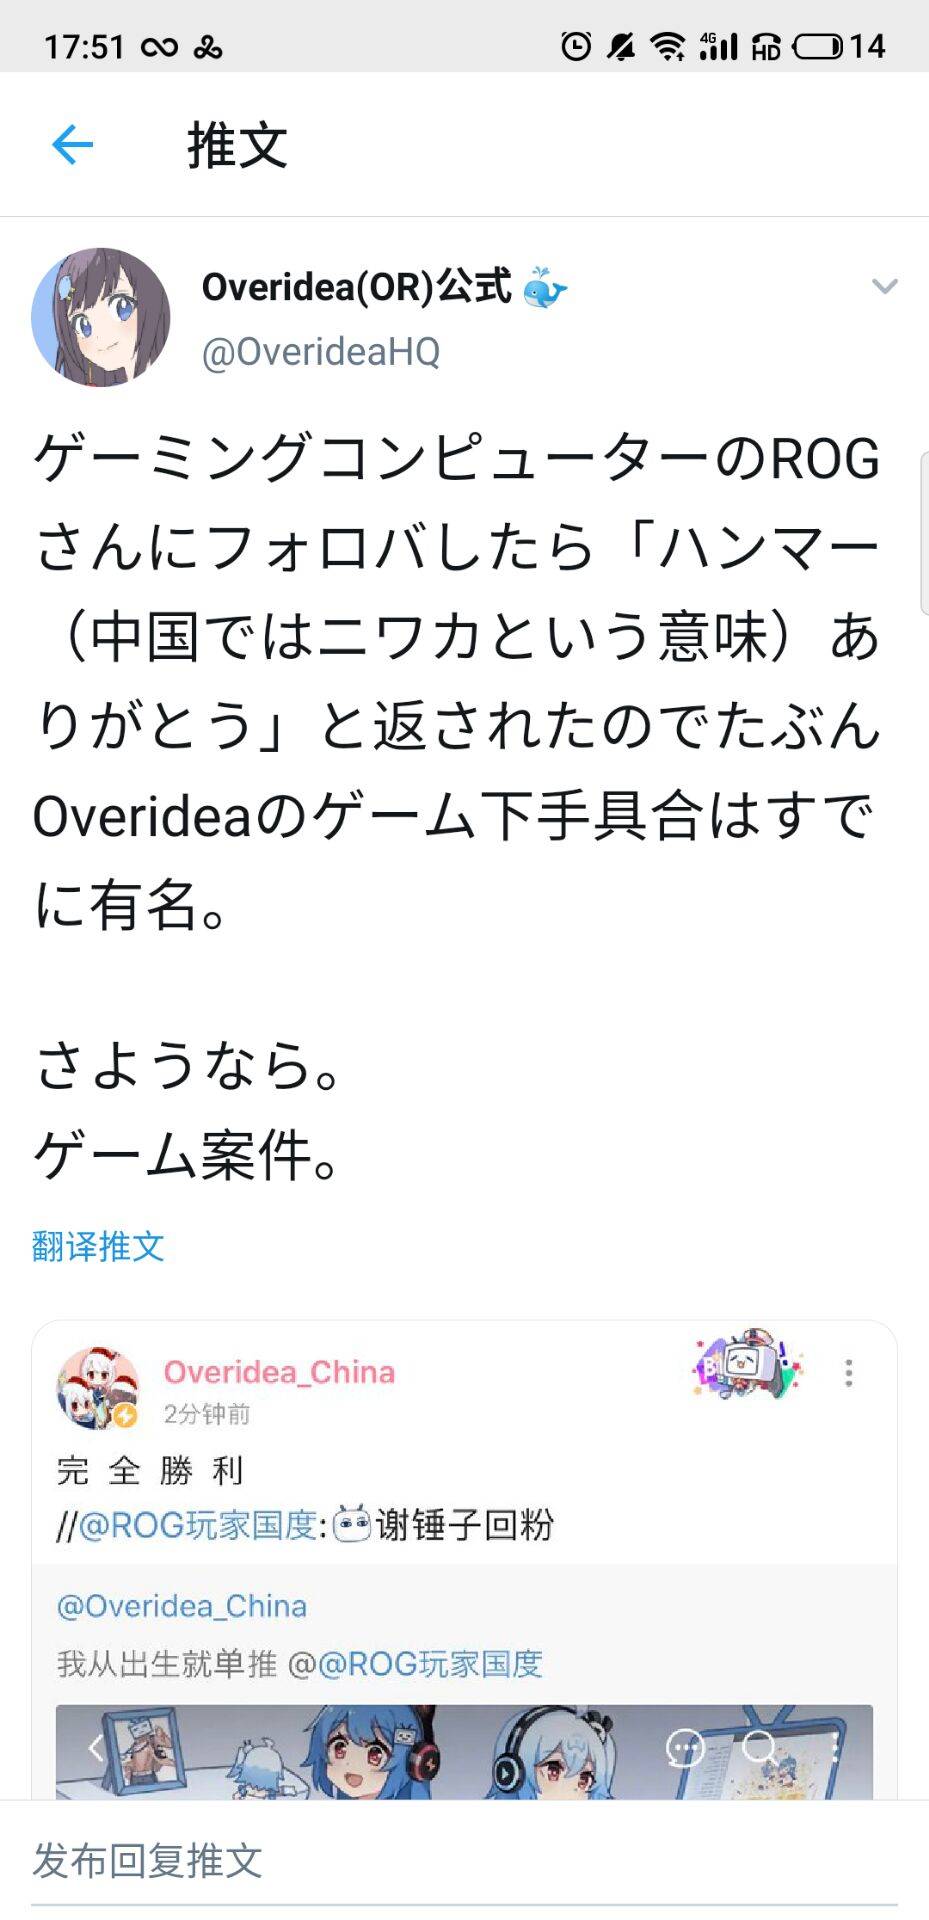 17:51
4G
HD
14
推文
Overidea(OR)公式
@OverideaHQ
ゲーミングコンピューターのROG
さんにフォロバしたら「ハンマー
（中国ではニワカという意味）あ
りがとう」と返されたのでたぶん
Overideaのゲーム下手具合はすで
に有名。
さようなら。
ゲーム案件。
翻译推文
Overidea_China
2分钟前
完 全 勝 利
//@ROG玩家国度:谢锤子回粉
@Overidea_China
我从出生就单推 @@ROG玩家国度
发布回复推文